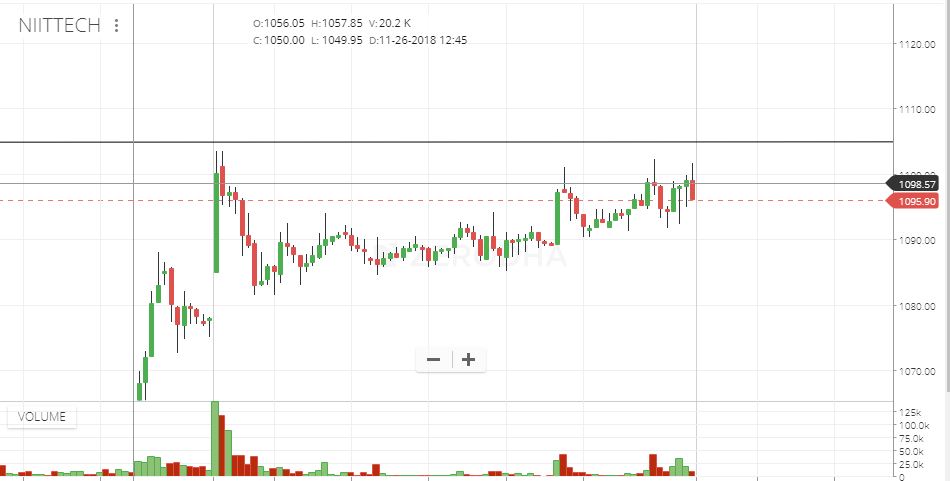 NIITTECH
O:1056.05 H:1057.85 V:20.2 K
C:1050.00 L: 1049.95 D:11-26-2018 12:45
1120.00
1110.00
1098.57
1095.90
1090.00
1080.00
1070.00
VOLUME
125k
100.0k
75.0k
50.0k
25.0k
0